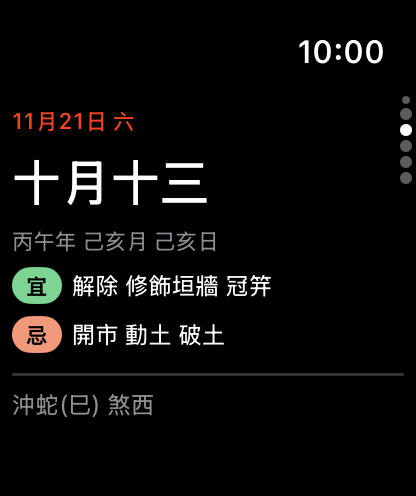 10:00
11月21日 六
十月十三
丙午年 己亥月 己亥日
宜 解除 修飾垣牆 冠笄
忌 開市 動土 破土
沖蛇(巳) 煞西